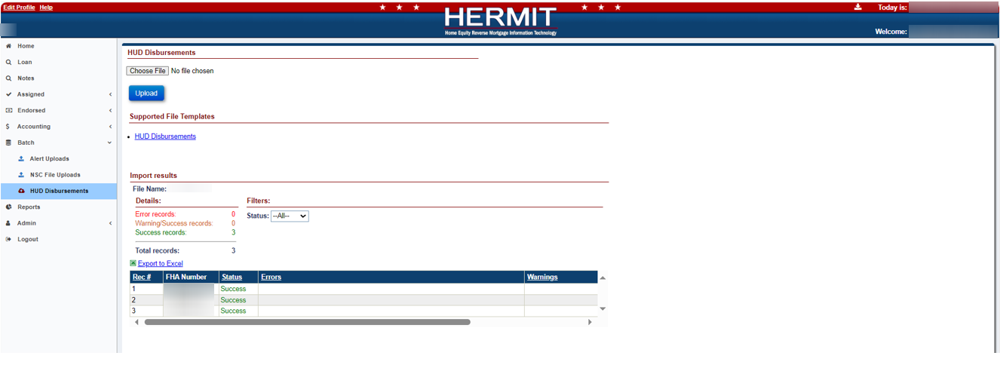 Edit Profile Help
Today is:
HERMIT
Home Equity Reverse Mortgage Information Technology
Welcome:
Home
Loan
Notes
Assigned
Endorsed
Accounting
Batch
Alert Uploads
NSC File Uploads
HUD Disbursements
Reports
Admin
Logout
HUD Disbursements
Choose File No file chosen
Upload
Supported File Templates
HUD Disbursements
Import results
File Name:
Details: Filters:
Error records: 0 Status: --All--
Warning/Success records: 0
Success records: 3
Total records: 3
Export to Excel
Rec # FHA Number Status Errors Warnings
1 Success
2 Success
3 Success